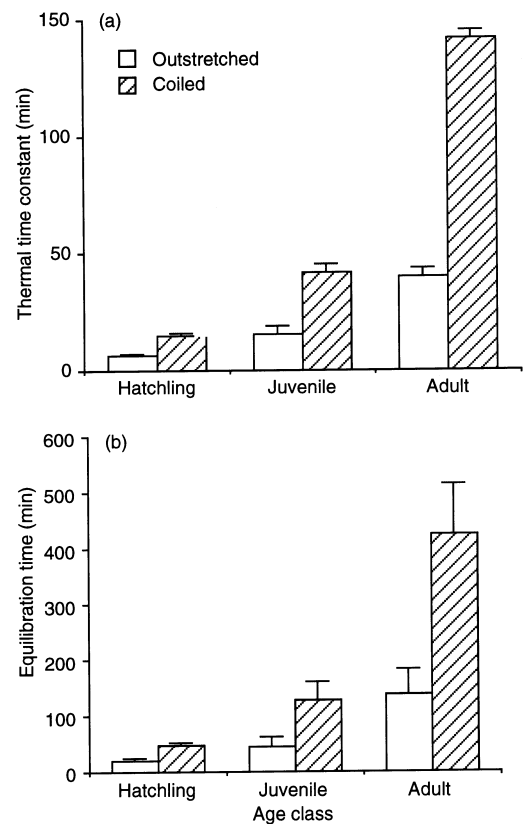 (a)
Outstretched
Coiled
Thermal time constant (min)
150
100
50
0
Hatchling Juvenile Adult
(b)
Equilibration time (min)
600
500
400
300
200
100
0
Hatchling Juvenile Adult
Age class